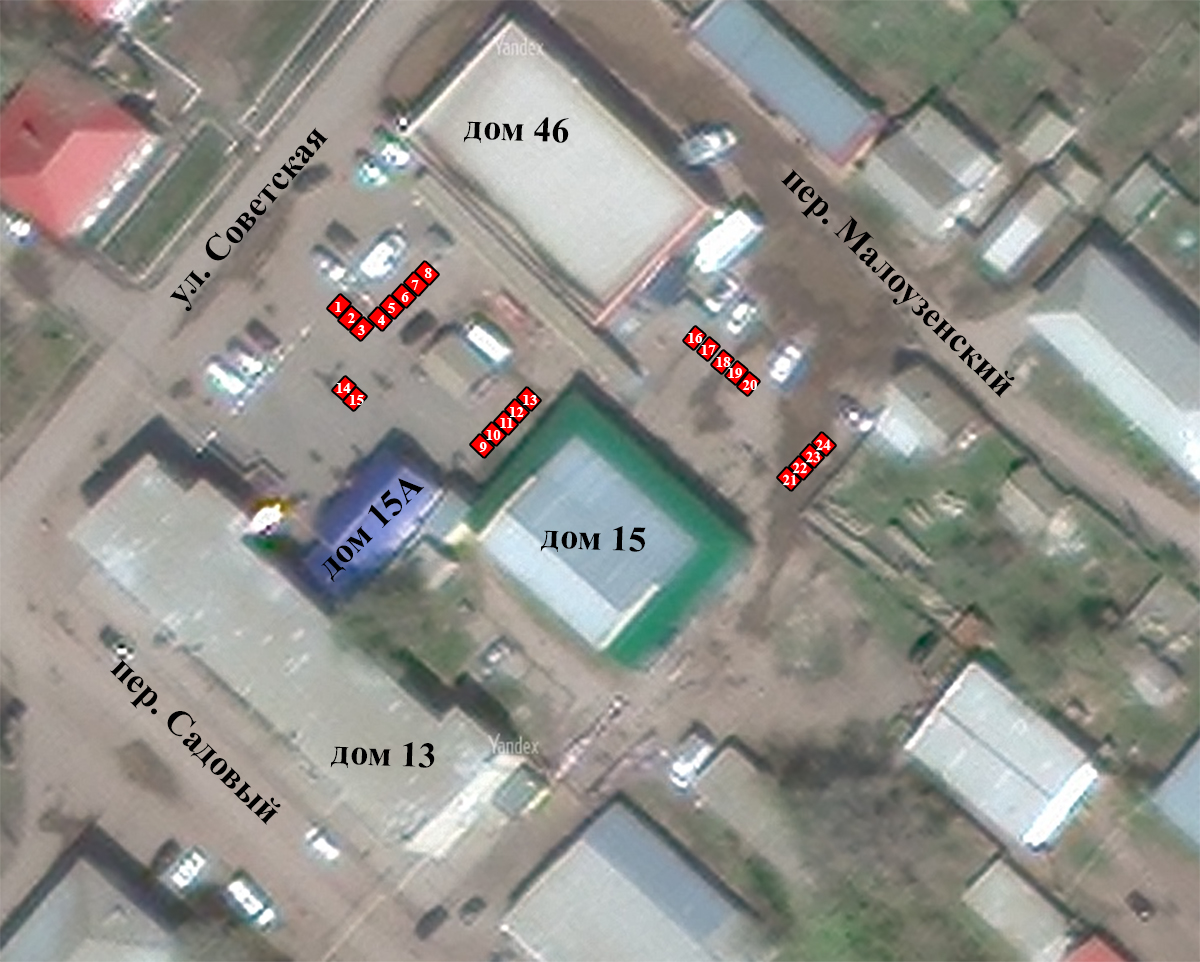 Yandex
дом 46
ул. Советская
пер. Малоузенский
1
2
3
4
5
6
7
8
16
17
18
19
20
14
15
9
10
11
12
13
21
22
23
24
дом 15А
дом 15
пер. Садовый
дом 13
Yandex